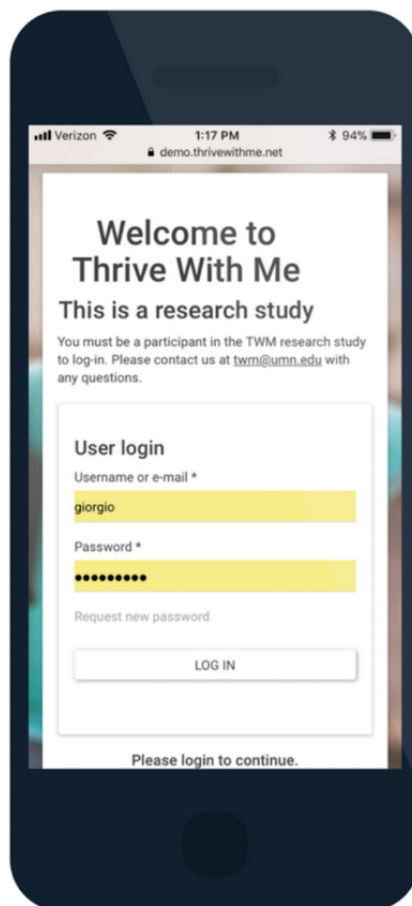 Verizon 1:17 PM 94%
demo.thrivewithme.net
Welcome to
Thrive With Me
This is a research study
You must be a participant in the TWM research study
to log-in. Please contact us at twm@umn.edu with
any questions.
User login
Username or e-mail *
giorgio
Password *
•••••••••
Request new password
LOG IN
Please login to continue.